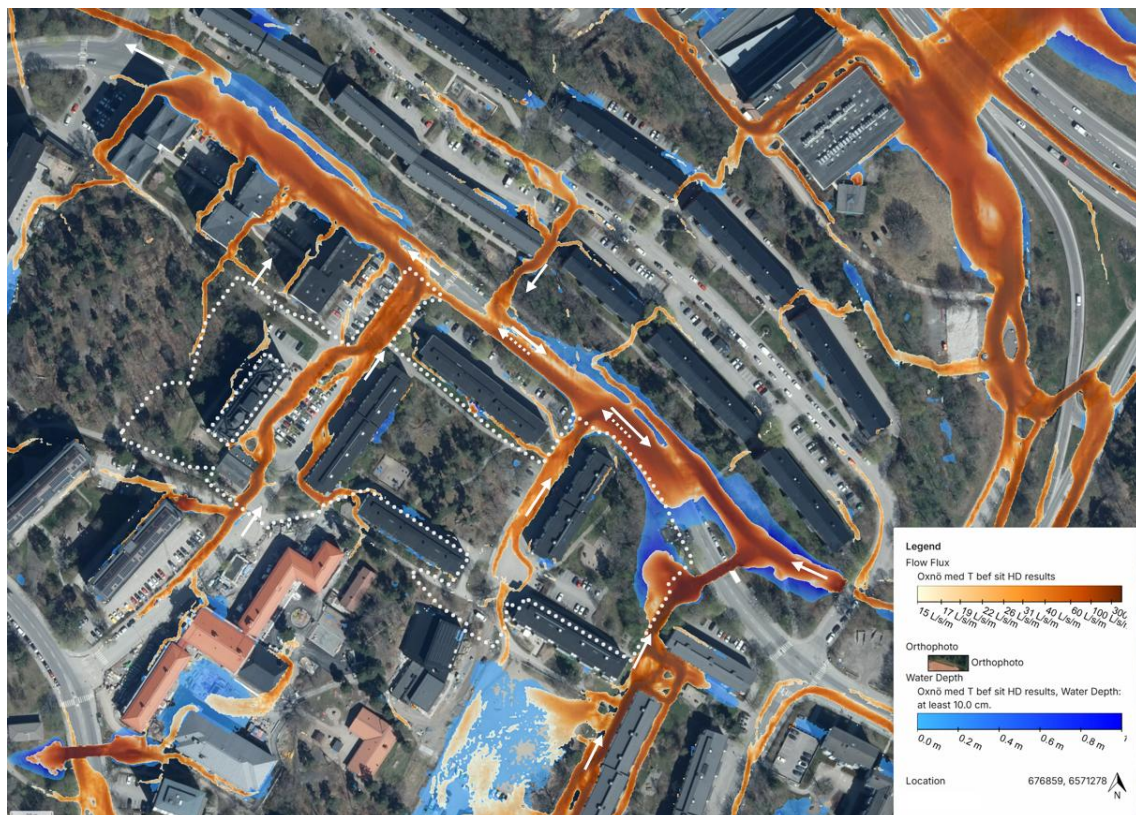 Legend
Flow Flux
Oxnö med T bef sit HD results
15 L/s/m 17 L/s/m 19 L/s/m 22 L/s/m 26 L/s/m 31 L/s/m 40 L/s/m 60 L/s/m 100 L/s/m 300 L/s/
Orthophoto
Orthophoto
Water Depth
Oxnö med T bef sit HD results, Water Depth:
at least 10.0 cm.
0.0 m 0.2 m 0.4 m 0.6 m 0.8 m
Location 676859, 6571278
N